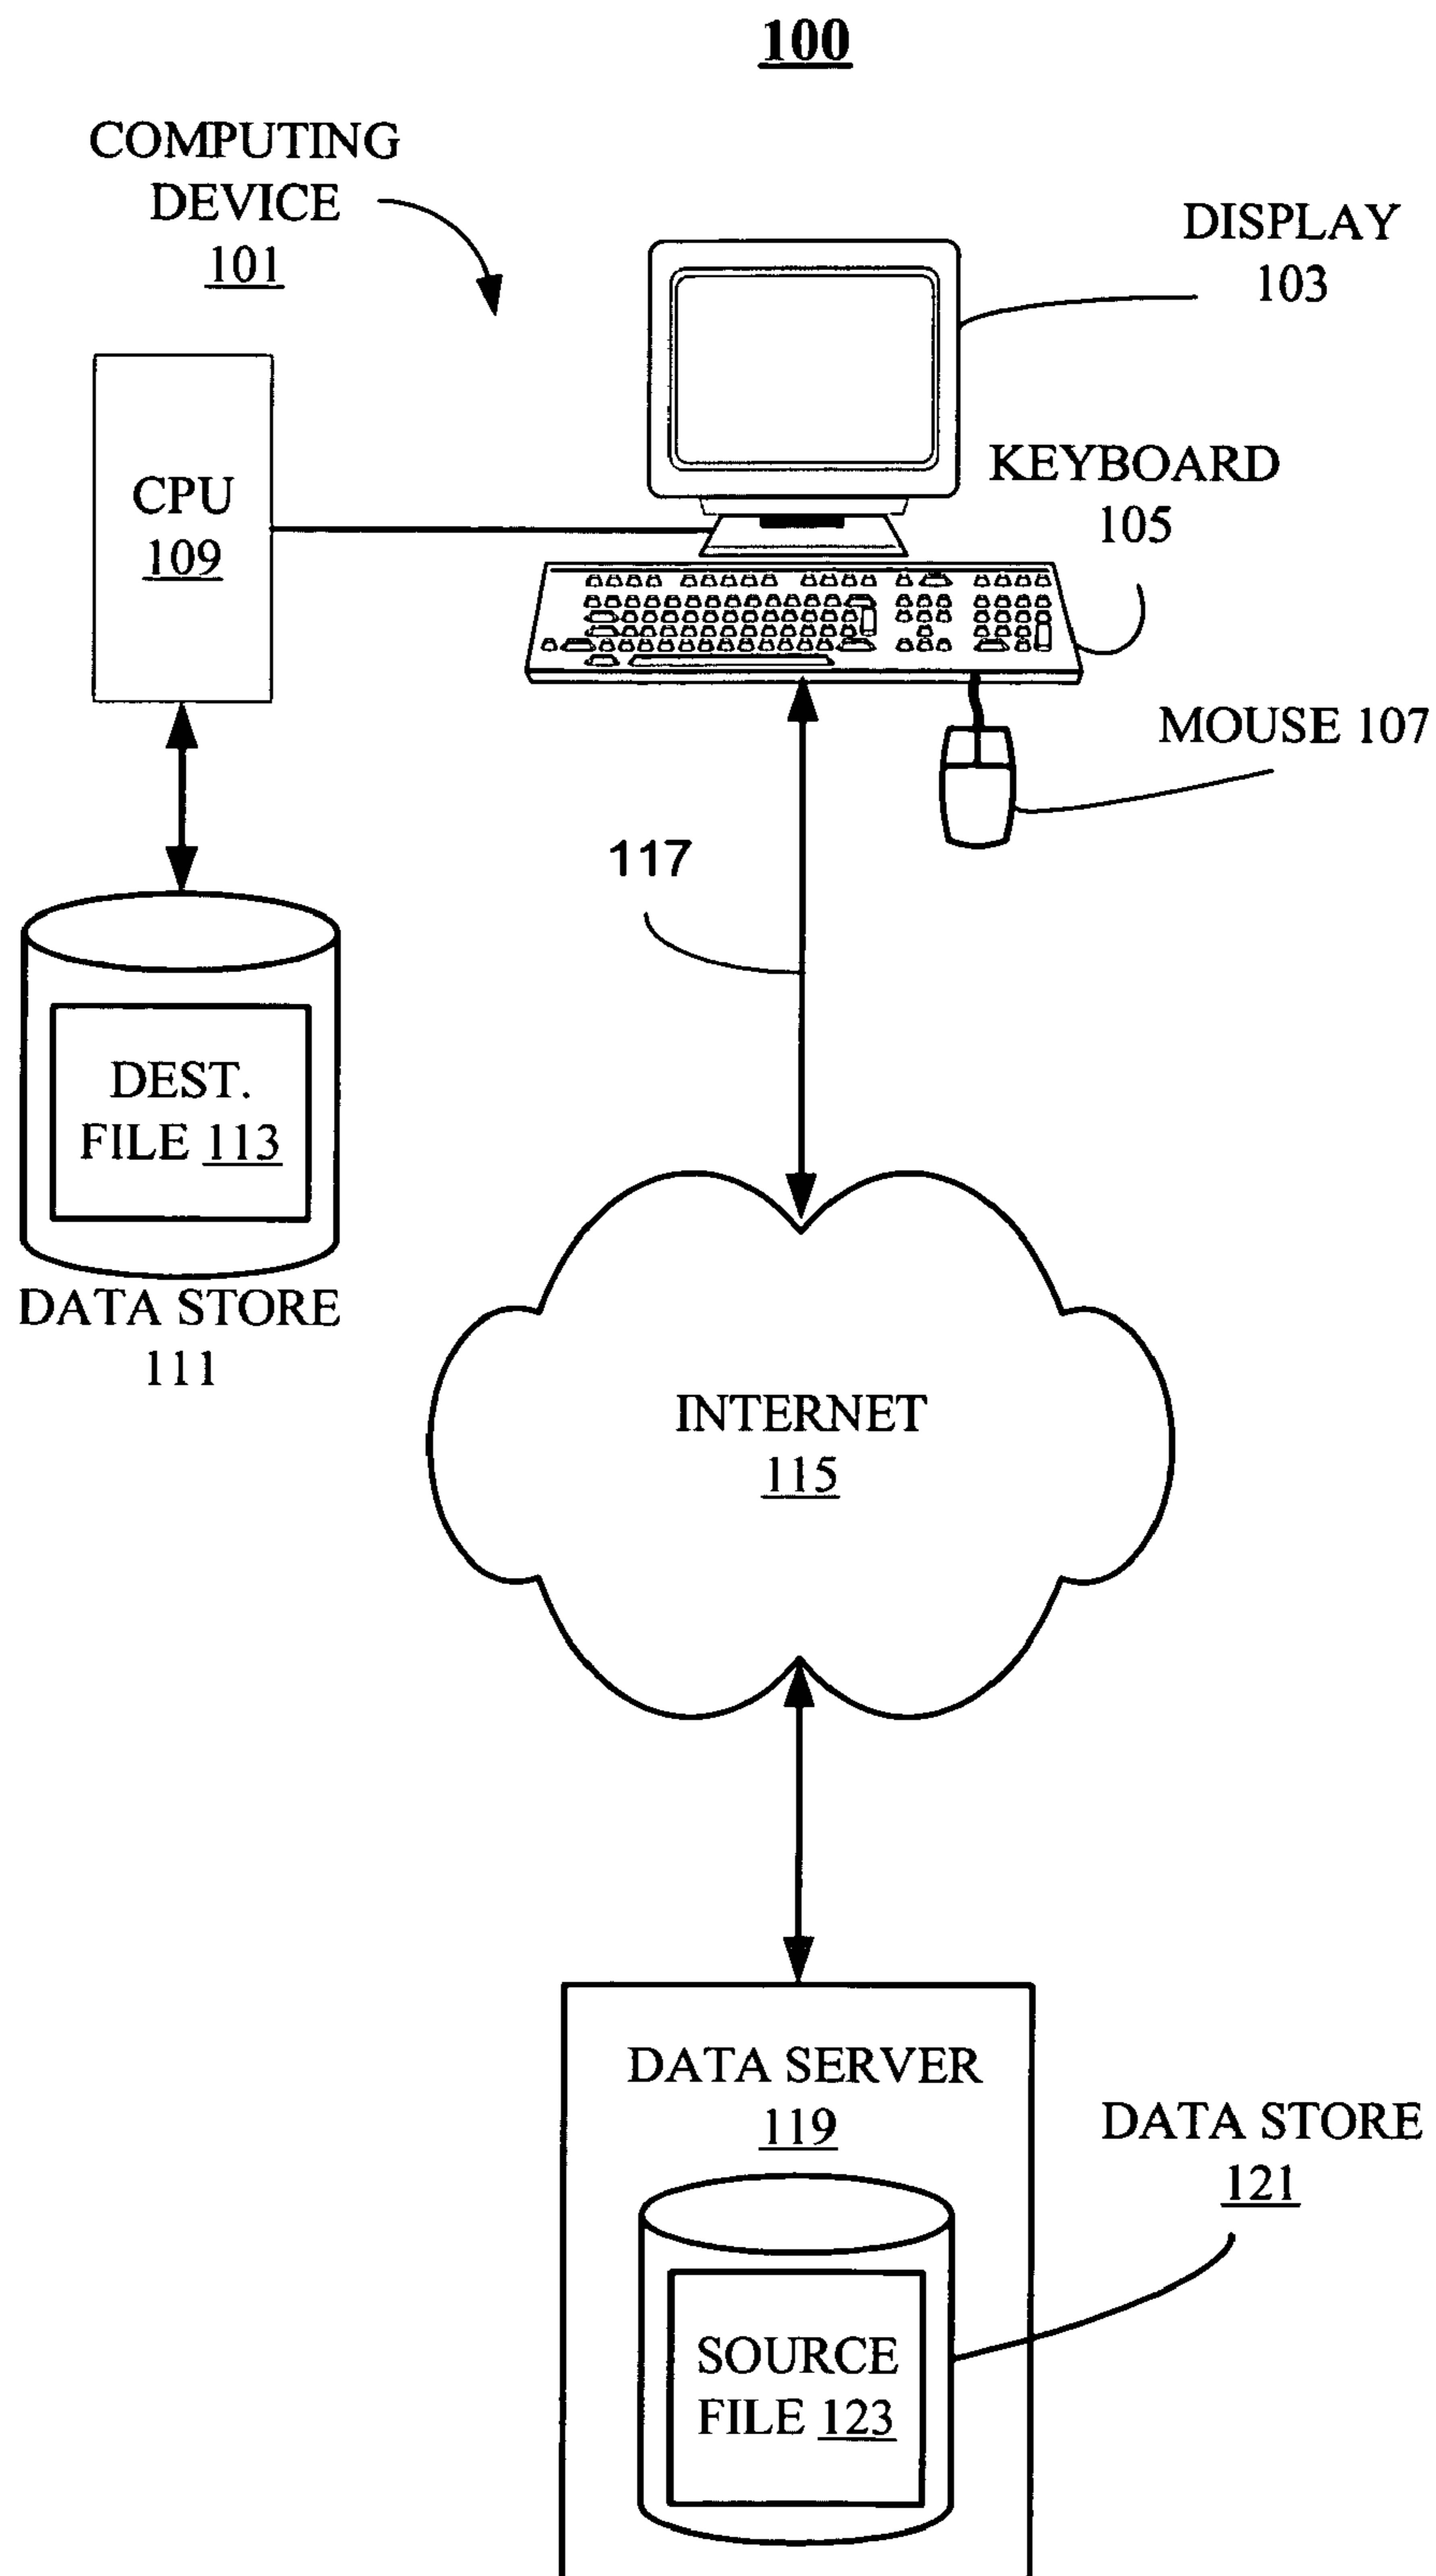 100
COMPUTING
DEVICE
101
DISPLAY
103
CPU
109
KEYBOARD
105
MOUSE 107
117
DEST.
FILE 113
DATA STORE
111
INTERNET
115
DATA SERVER
119
DATA STORE
121
SOURCE
FILE 123